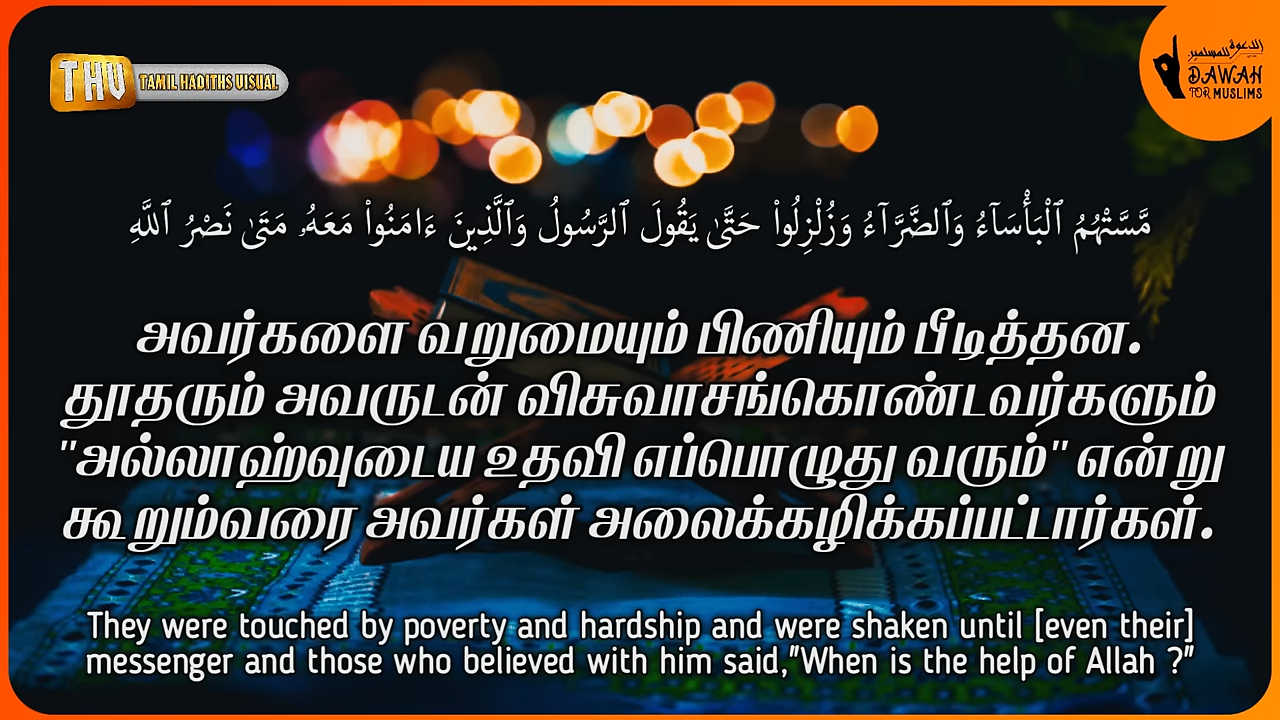 THV
TAMIL HADITHS VISUAL
الدعوة للمسلمين
DAWAH
FOR MUSLIMS
مَّسَّتْهُمُ ٱلْبَأْسَآءُ وَٱلضَّرَّآءُ وَزُلْزِلُوا۟ حَتَّىٰ يَقُولَ ٱلرَّسُولُ وَٱلَّذِينَ ءَامَنُوا۟ مَعَهُۥ مَتَىٰ نَصْرُ ٱللَّهِ
அவர்களை வறுமையும் பிணியும் பீடித்தன.
தூதரும் அவருடன் விசுவாசங்கொண்டவர்களும்
"அல்லாஹ்வுடைய உதவி எப்பொழுது வரும்" என்று
கூறும்வரை அவர்கள் அலைக்கழிக்கப்பட்டார்கள்.
They were touched by poverty and hardship and were shaken until [even their]
messenger and those who believed with him said,"When is the help of Allah ?"